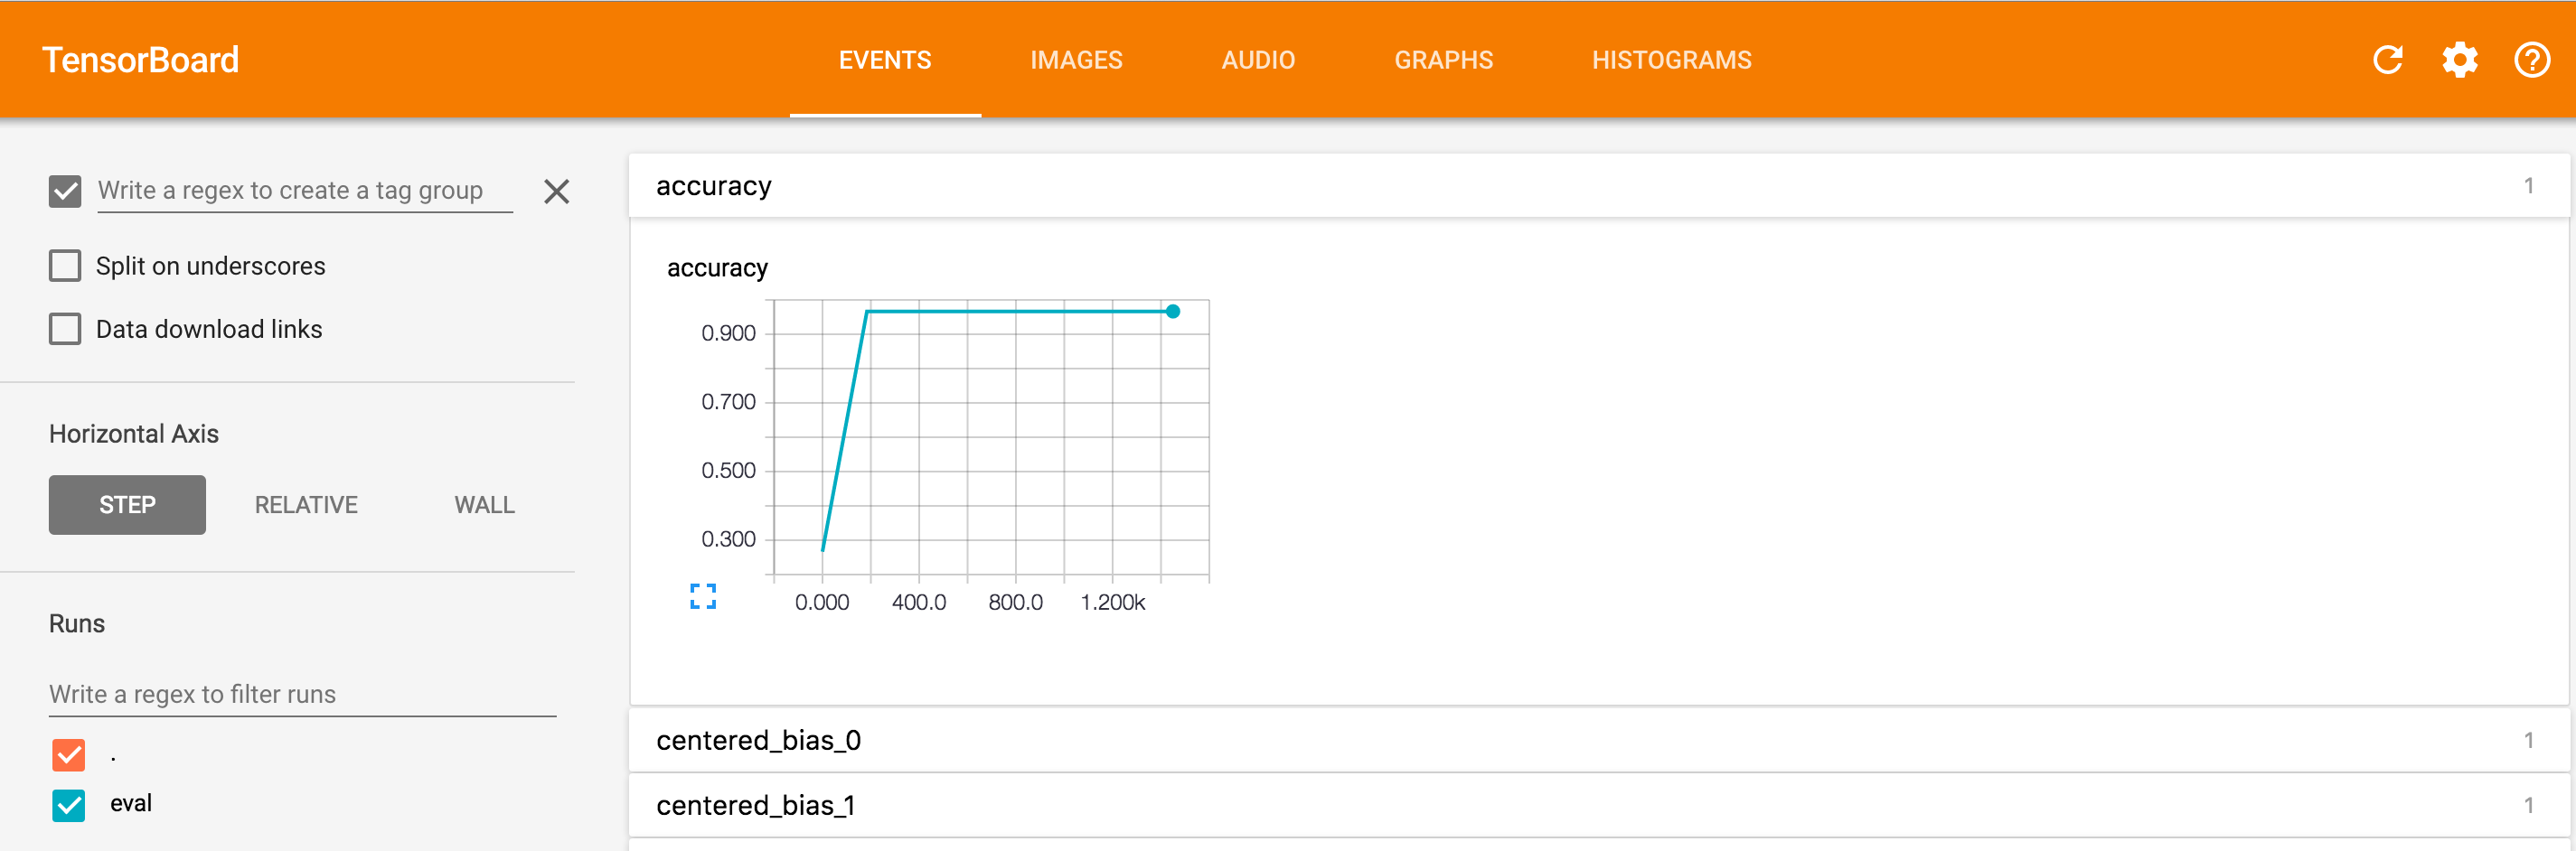 TensorBoard
EVENTS
IMAGES
AUDIO
GRAPHS
HISTOGRAMS
Write a regex to create a tag group
Split on underscores
Data download links
Horizontal Axis
STEP
RELATIVE
WALL
Runs
Write a regex to filter runs
.
eval
accuracy
1
accuracy
0.900
0.700
0.500
0.300
0.000
400.0
800.0
1.200k
centered_bias_0
1
centered_bias_1
1